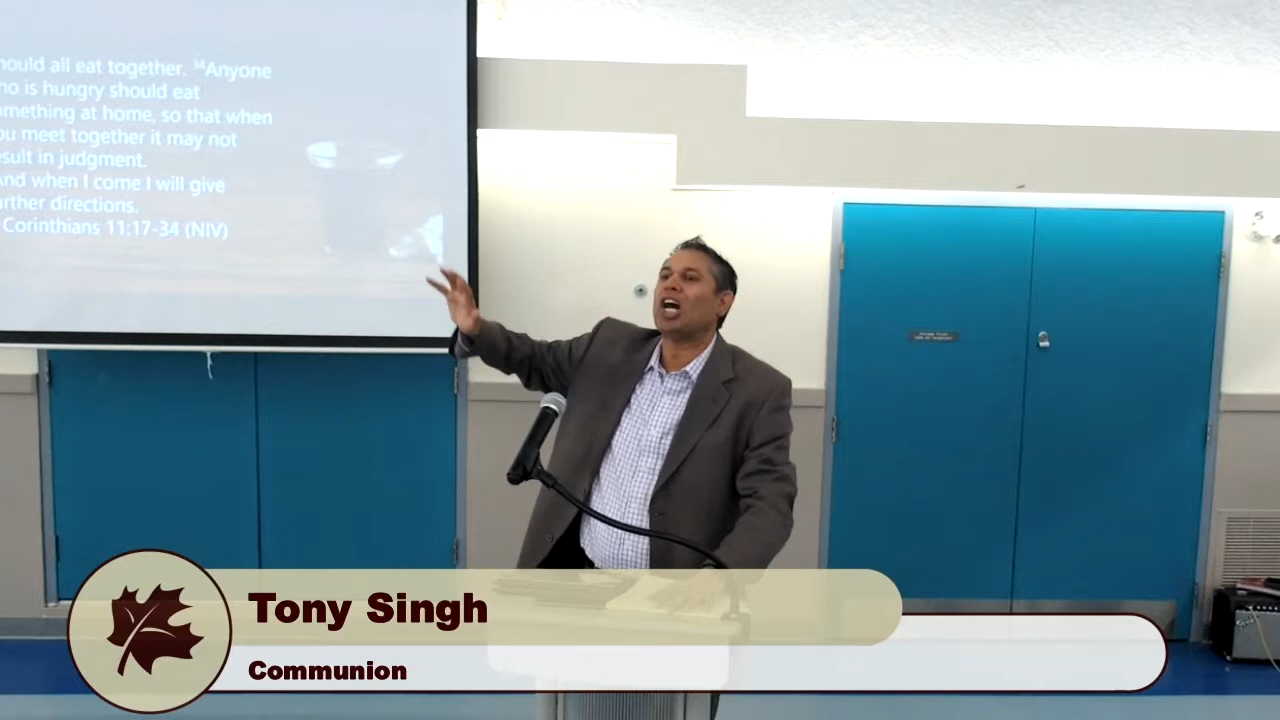 hould all eat together. ³⁴Anyone
ho is hungry should eat
omething at home, so that when
ou meet together it may not
esult in judgment.
And when I come I will give
urther directions.
Corinthians 11:17-34 (NIV)
Tony Singh
Communion